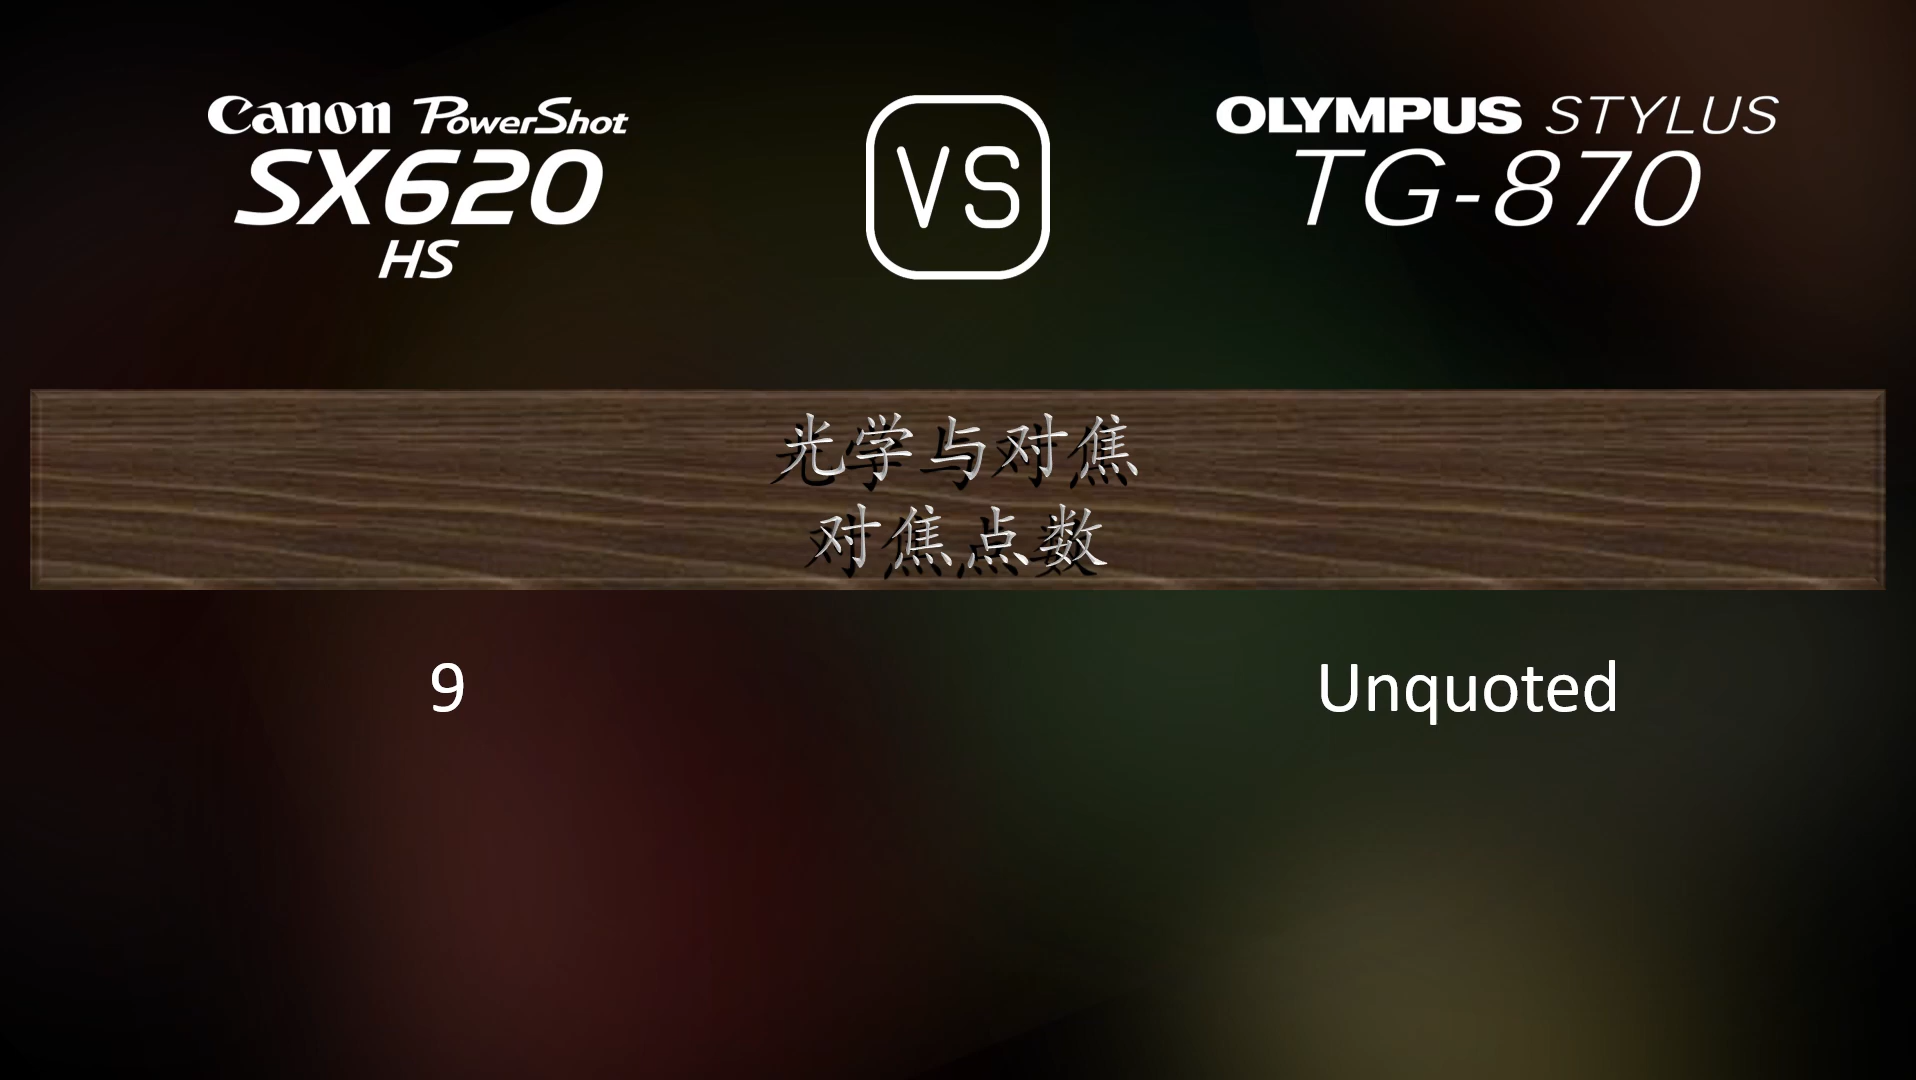 Canon PowerShot
SX620
HS
VS
OLYMPUS STYLUS
TG-870
光学与对焦
对焦点数
9
Unquoted